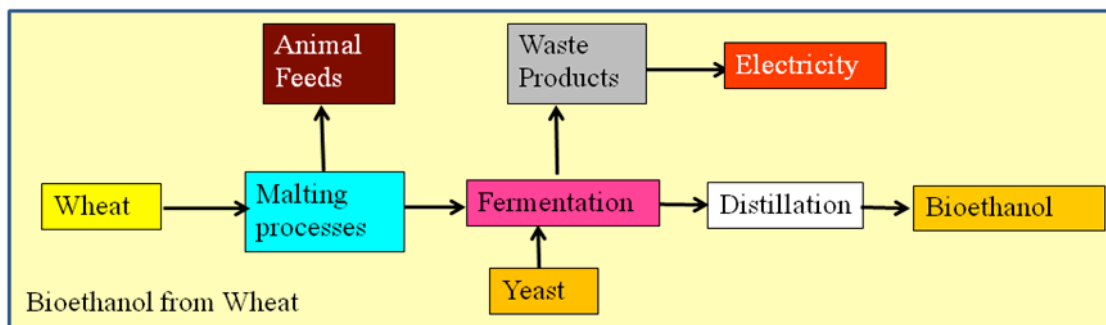 Animal
Feeds
Waste
Products
Electricity
Wheat
Malting
processes
Fermentation
Distillation
Bioethanol
Yeast
Bioethanol from Wheat